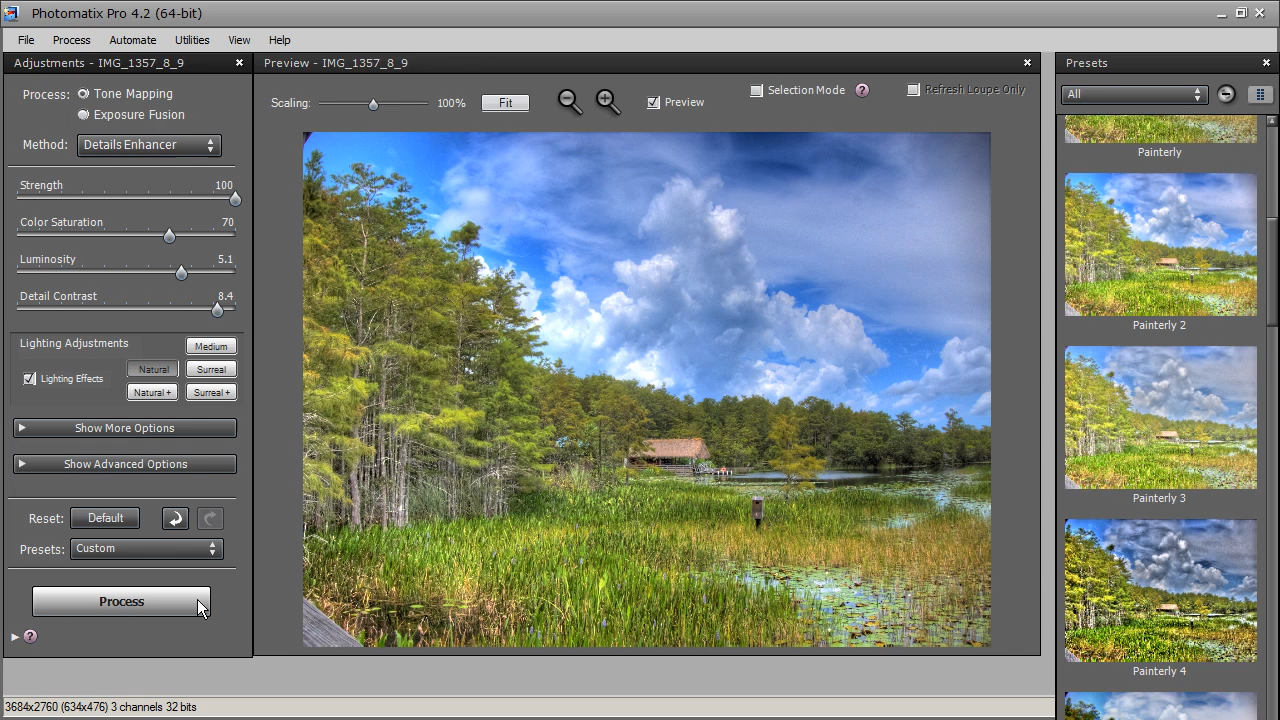 Photomatix Pro 4.2 (64-bit)
File Process Automate Utilities View Help
Adjustments - IMG_1357_8_9
Process: Tone Mapping
Exposure Fusion
Method: Details Enhancer
Strength 100
Color Saturation 70
Luminosity 5.1
Detail Contrast 8.4
Lighting Adjustments
Medium
Lighting Effects
Natural
Surreal
Natural +
Surreal +
Show More Options
Show Advanced Options
Reset: Default
Presets: Custom
Process
?
Preview - IMG_1357_8_9
Scaling: 100% Fit
Preview
Selection Mode ?
Refresh Loupe Only
Presets
All
Painterly
Painterly 2
Painterly 3
Painterly 4
3684x2760 (634x476) 3 channels 32 bits